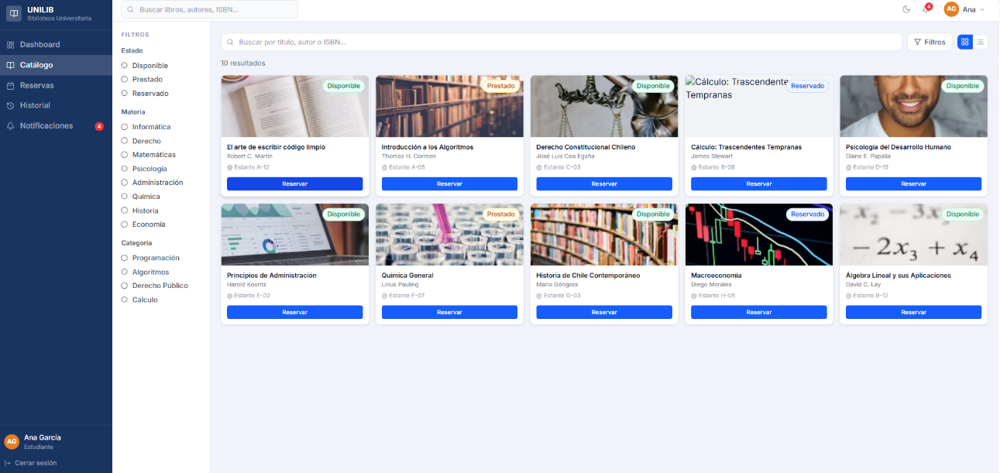 UNILIB
Biblioteca Universitaria
Buscar libros, autores, ISBN...
4
AG
Ana
Dashboard
Catálogo
Reservas
Historial
Notificaciones
4
FILTROS
Estado
Disponible
Prestado
Reservado
Materia
Informática
Derecho
Matemáticas
Psicología
Administración
Química
Historia
Economía
Categoría
Programación
Algoritmos
Derecho Público
Cálculo
Buscar por título, autor o ISBN...
Filtros
10 resultados
Disponible
El arte de escribir código limpio
Robert C. Martin
@ Estante A-12
Reservar
Prestado
Introducción a los Algoritmos
Thomas H. Cormen
@ Estante A-05
Reservar
Disponible
Derecho Constitucional Chileno
José Luis Cea Egaña
@ Estante C-03
Reservar
Cálculo: Trascendentes
Tempranas
Reservado
Cálculo: Trascendentes Tempranas
James Stewart
@ Estante B-08
Reservar
Disponible
Psicología del Desarrollo Humano
Diane E. Papalia
@ Estante D-15
Reservar
Disponible
Principios de Administración
Harold Koontz
@ Estante E-02
Reservar
Prestado
Química General
Linus Pauling
@ Estante F-07
Reservar
Disponible
Historia de Chile Contemporáneo
Mario Góngora
@ Estante G-03
Reservar
Reservado
Macroeconomía
Diego Morales
@ Estante H-05
Reservar
Disponible
x₂ − 3x₃
− 2x₃ + x₄
Álgebra Lineal y sus Aplicaciones
David C. Lay
@ Estante B-12
Reservar
AG
Ana García
Estudiante
Cerrar sesión